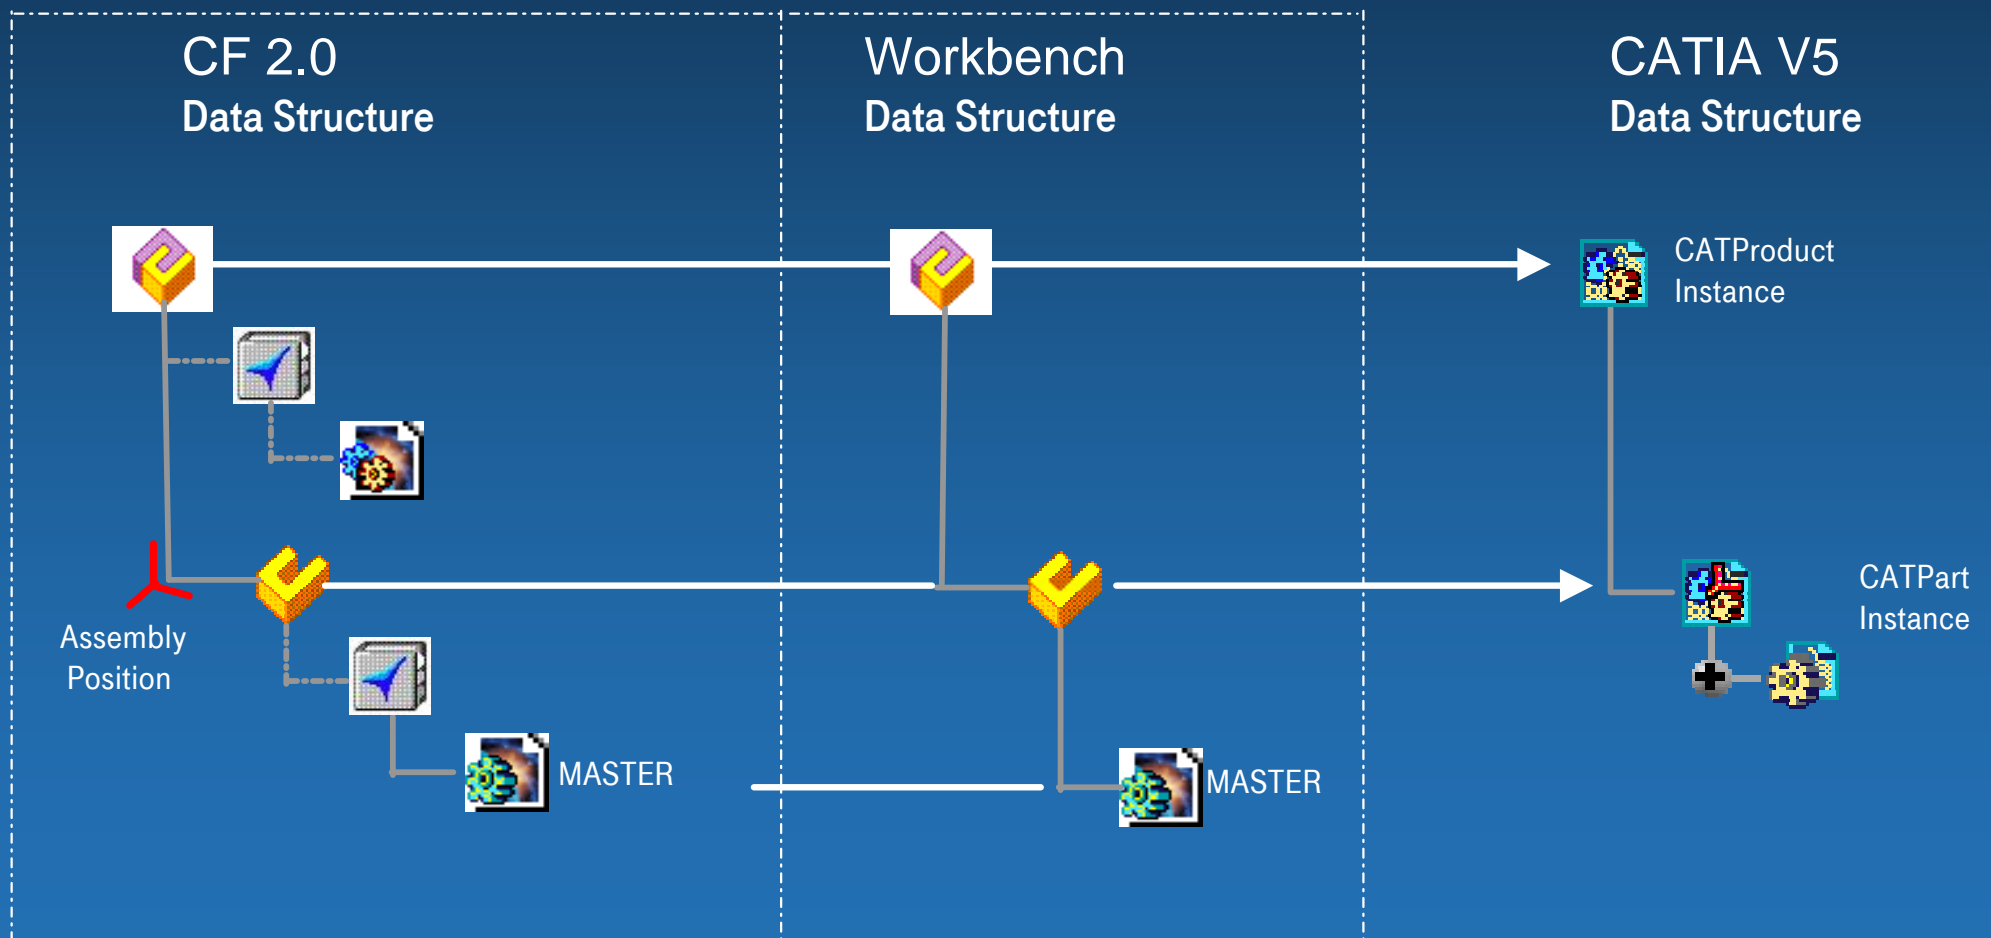 CF 2.0
Data Structure
Workbench
Data Structure
CATIA V5
Data Structure
CATProduct
Instance
Assembly
Position
CATPart
Instance
MASTER
MASTER